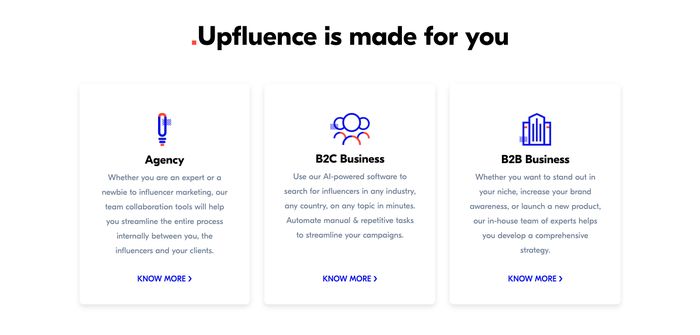 .Upfluence is made for you
Agency
Whether you are an expert or a
newbie to influencer marketing, our
team collaboration tools will help
you streamline the entire process
internally between you, the
influencers and your clients.
KNOW MORE >
B2C Business
Use our AI-powered software to
search for influencers in any industry,
any country, on any topic in minutes.
Automate manual & repetitive tasks
to streamline your campaigns.
KNOW MORE >
B2B Business
Whether you want to stand out in
your niche, increase your brand
awareness, or launch a new product,
our in-house team of experts helps
you develop a comprehensive
strategy.
KNOW MORE >